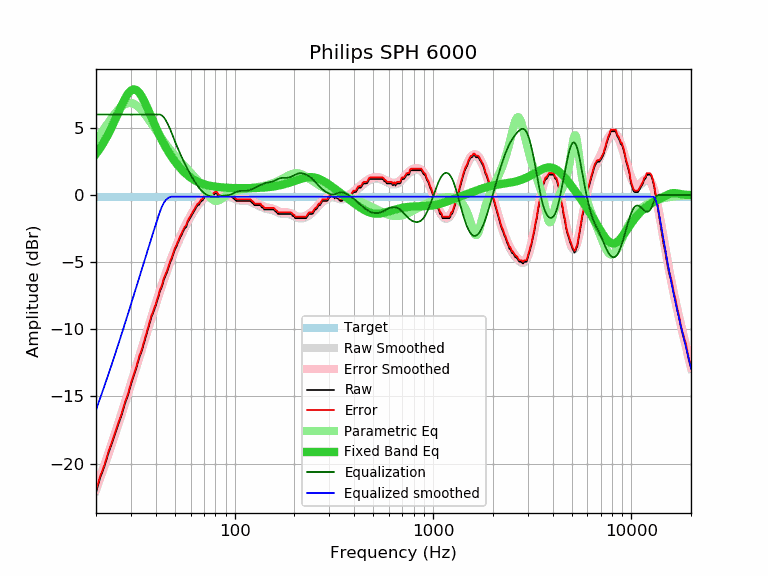 Philips SPH 6000
Amplitude (dBr)
5
0
−5
−10
−15
−20
Target
Raw Smoothed
Error Smoothed
Raw
Error
Parametric Eq
Fixed Band Eq
Equalization
Equalized smoothed
100
1000
10000
Frequency (Hz)